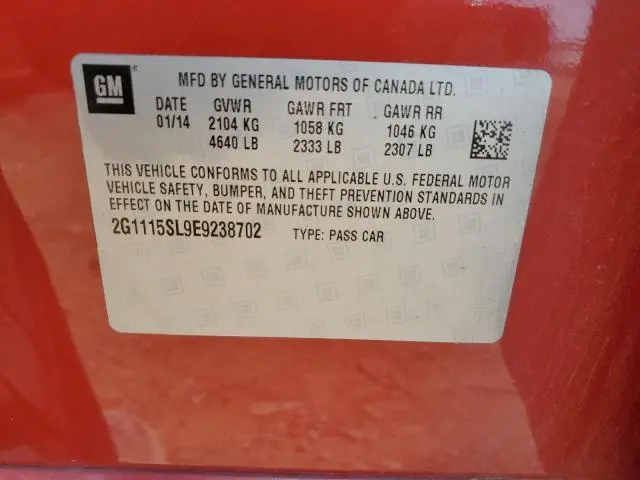 GM
MFD BY GENERAL MOTORS OF CANADA LTD.
DATE GVWR GAWR FRT GAWR RR
01/14 2104 KG 1058 KG 1046 KG
4640 LB 2333 LB 2307 LB
THIS VEHICLE CONFORMS TO ALL APPLICABLE U.S. FEDERAL MOTOR
VEHICLE SAFETY, BUMPER, AND THEFT PREVENTION STANDARDS IN
EFFECT ON THE DATE OF MANUFACTURE SHOWN ABOVE.
2G1115SL9E9238702 TYPE: PASS CAR